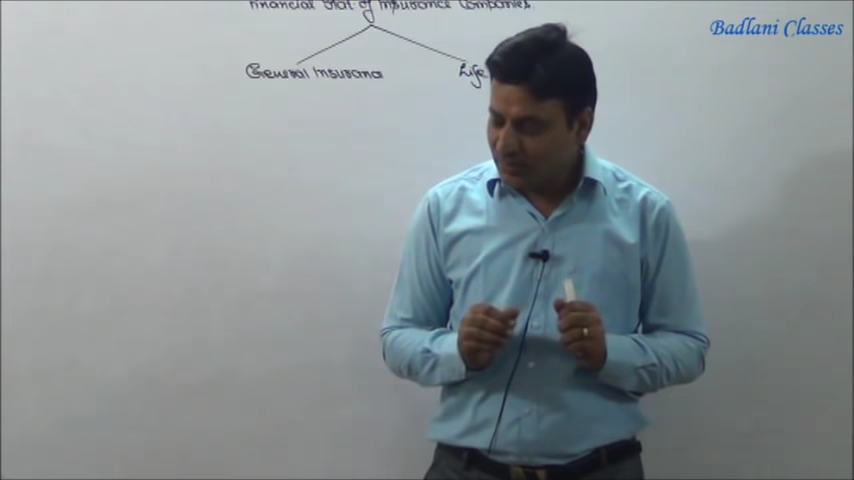 Badlani Classes
Financial Stat of Insurance Companies.
General Insurance
Life